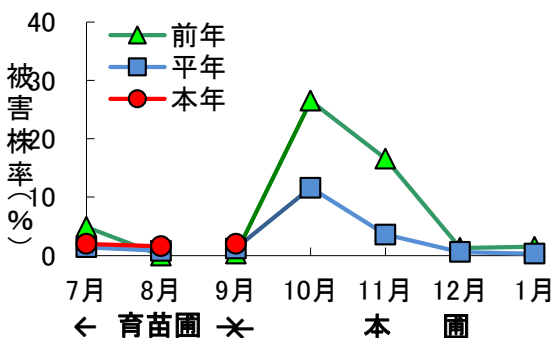 被害株率(%)
40
30
20
10
0
前年
平年
本年
7月 8月 9月 10月 11月 12月 1月
← 育苗圃 →← 本 圃